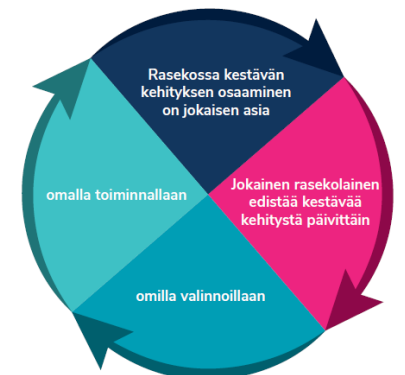 Rasekossa kestävän
kehityksen osaaminen
on jokaisen asia
Jokainen rasekolainen
edistää kestävää
kehitystä päivittäin
omilla valinnoillaan
omalla toiminnallaan